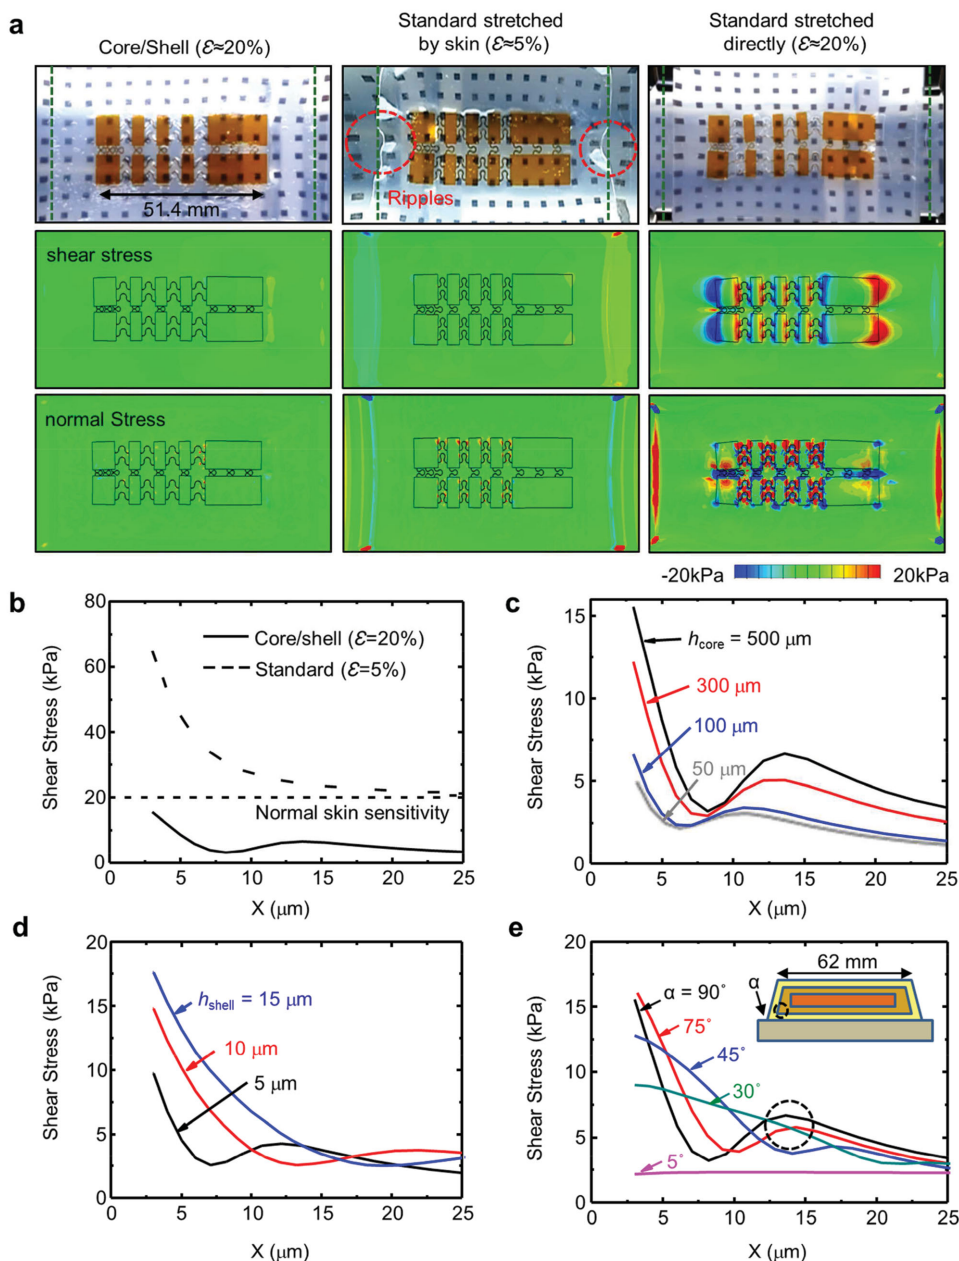 a
Core/Shell (ℰ≈20%)
Standard stretched
by skin (ℰ≈5%)
Standard stretched
directly (ℰ≈20%)
51.4 mm
Ripples
shear stress
normal Stress
-20kPa
20kPa
b
Shear Stress (kPa)
80
60
40
20
0
Core/shell (ℰ=20%)
Standard (ℰ=5%)
Normal skin sensitivity
0 5 10 15 20 25
X (μm)
c
Shear Stress (kPa)
15
10
5
0
h core = 500 μm
300 μm
100 μm
50 μm
0 5 10 15 20 25
X (μm)
d
Shear Stress (kPa)
20
15
10
5
0
h shell = 15 μm
10 μm
5 μm
0 5 10 15 20 25
X (μm)
e
Shear Stress (kPa)
20
15
10
5
0
α = 90°
75°
45°
30°
5°
62 mm
α
0 5 10 15 20 25
X (μm)